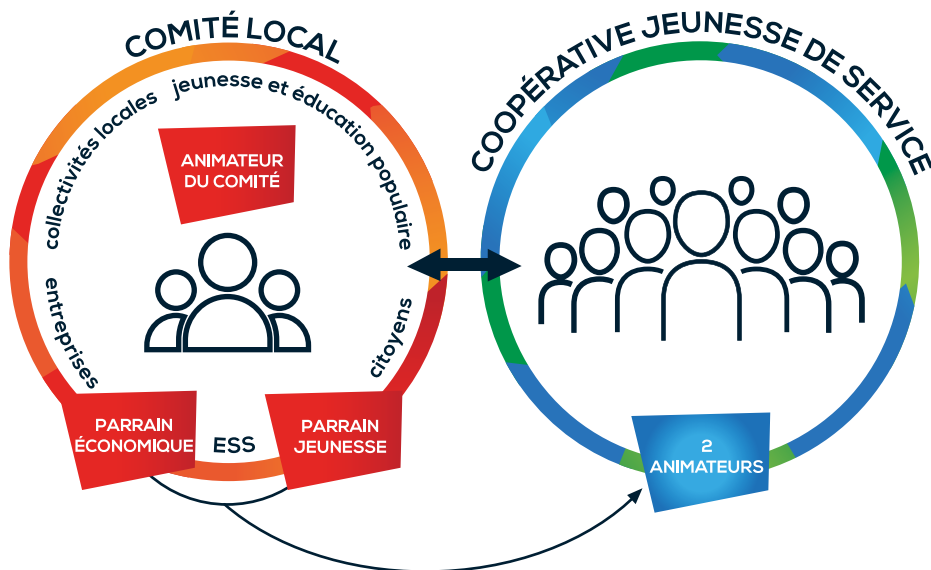 COMITÉ LOCAL
entreprises
collectivités locales
jeunesse et éducation populaire
citoyens
ESS
ANIMATEUR
DU COMITÉ
PARRAIN
ÉCONOMIQUE
PARRAIN
JEUNESSE
COOPÉRATIVE JEUNESSE DE SERVICE
2
ANIMATEURS